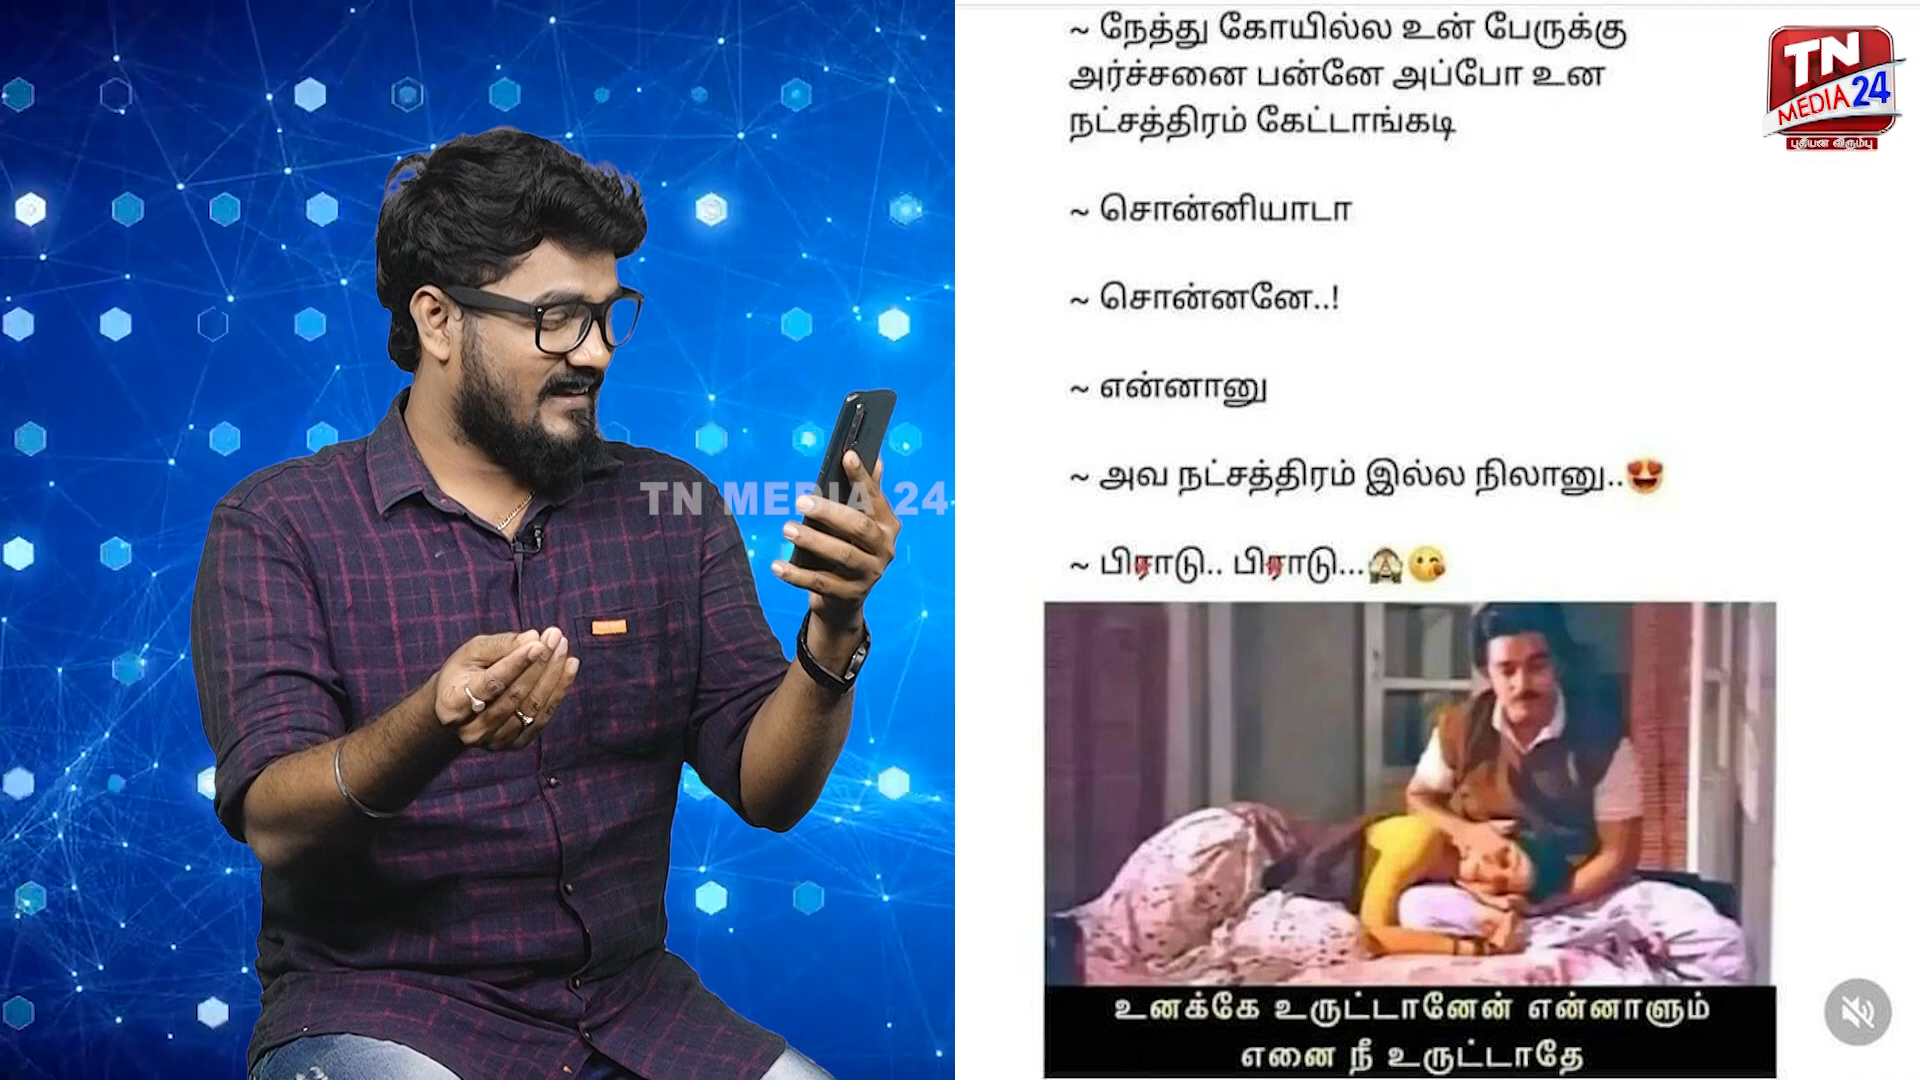 ~ நேத்து கோயில்ல உன் பேருக்கு
அர்ச்சனை பன்னே அப்போ உன
நட்சத்திரம் கேட்டாங்கடி
~ சொன்னியாடா
~ சொன்னனே..!
~ என்னானு
~ அவ நட்சத்திரம் இல்ல நிலானு..😍
~ பிராடு.. பிராடு...🙈😘
உனக்கே உருட்டானேன் என்னாளும்
எனை நீ உருட்டாதே
TN
MEDIA 24
புதியன விரும்பு
TN MEDIA 24